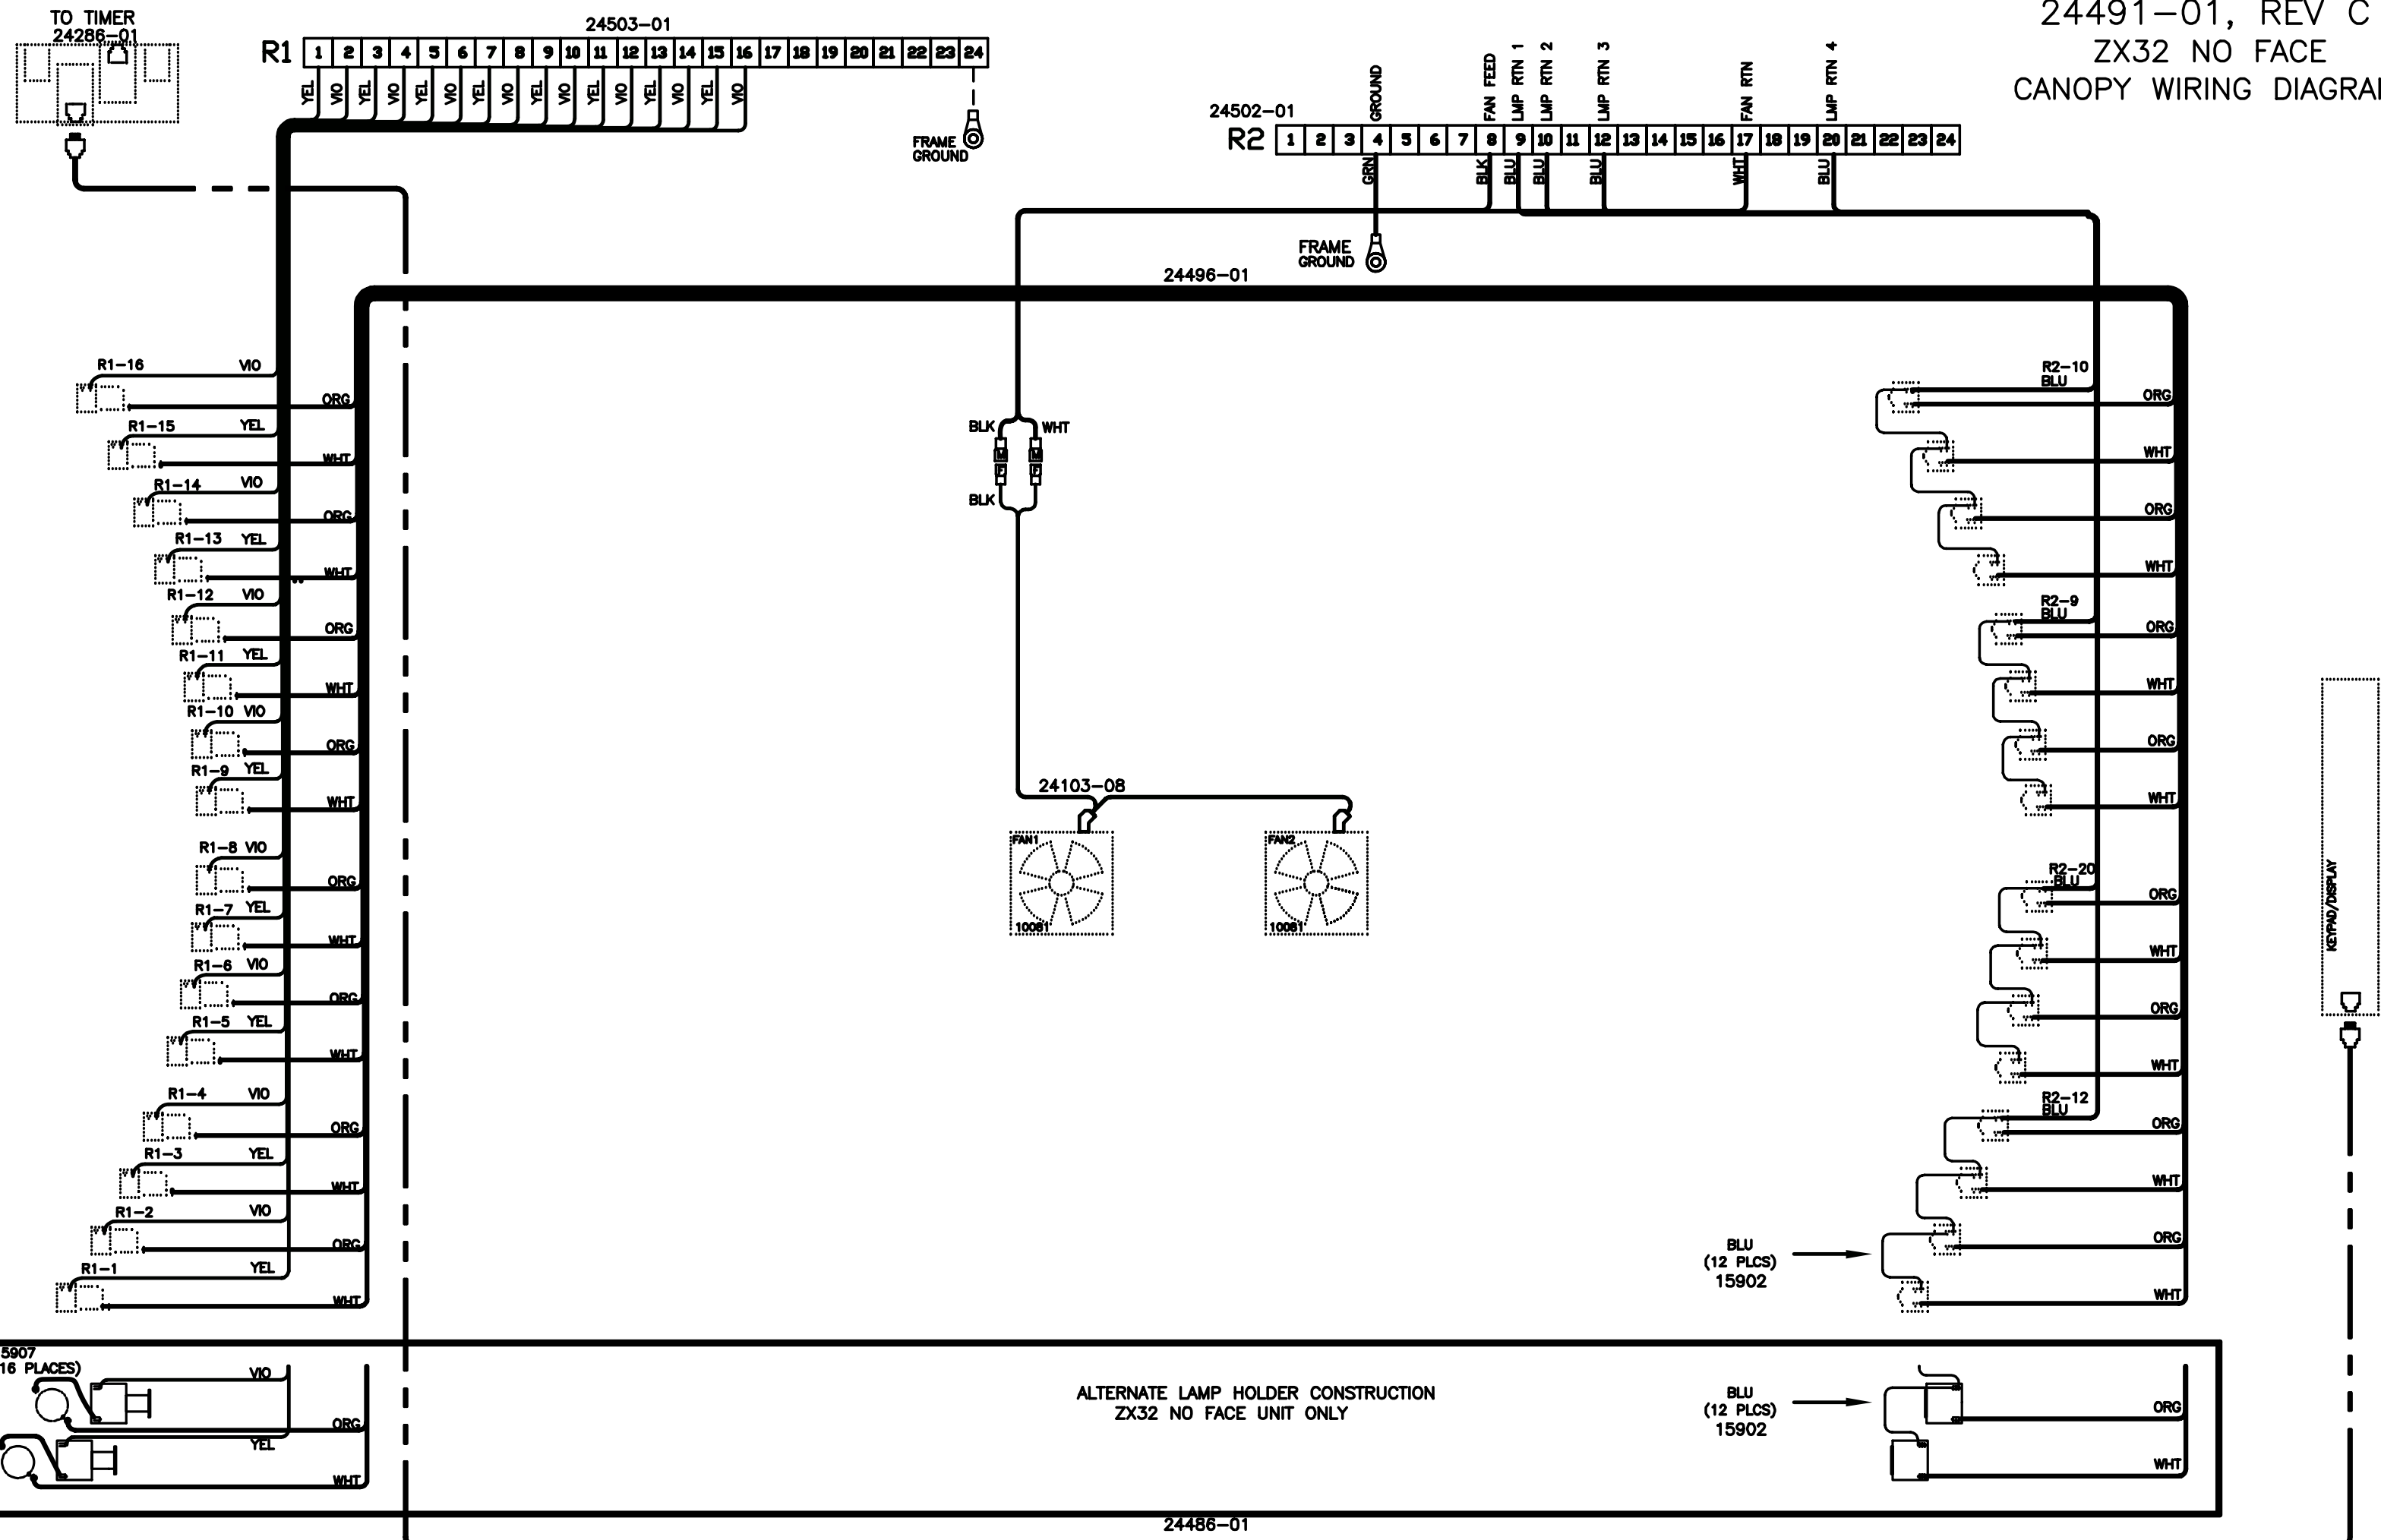 TO TIMER
24286-01
24503-01
R1 1 2 3 4 5 6 7 8 9 10 11 12 13 14 15 16 17 18 19 20 21 22 23 24
YEL VIO YEL VIO YEL VIO YEL VIO YEL VIO YEL VIO YEL VIO YEL VIO
FRAME
GROUND
24491-01, REV C
ZX32 NO FACE
CANOPY WIRING
GROUND
FAN FEED
LMP RTN 1
LMP RTN 2
LMP RTN 3
FAN RTN
LMP RTN 4
24502-01
R2 1 2 3 4 5 6 7 8 9 10 11 12 13 14 15 16 17 18 19 20 21 22 23 24
GRN BLK BLU BLU BLU WHT BLU
FRAME
GROUND
24496-01
R1-16 VIO
ORG
R1-15 YEL
WHT
R1-14 VIO
ORG
R1-13 YEL
WHT
R1-12 VIO
ORG
R1-11 YEL
WHT
R1-10 VIO
ORG
R1-9 YEL
WHT
R1-8 VIO
ORG
R1-7 YEL
WHT
R1-6 VIO
ORG
R1-5 YEL
WHT
R1-4 VIO
ORG
R1-3 YEL
WHT
R1-2 VIO
ORG
R1-1 YEL
WHT
BLK WHT
M M
F F
BLK
24103-08
FAN1
10081
FAN2
10081
R2-10
BLU
ORG
WHT
ORG
WHT
R2-9
BLU
ORG
WHT
ORG
WHT
R2-20
BLU
ORG
WHT
ORG
WHT
R2-12
BLU
ORG
WHT
ORG
WHT
BLU
(12 PLCS)
15902
KEYPAD/DISPLAY
5907
16 PLACES)
VIO
ORG
YEL
WHT
ALTERNATE LAMP HOLDER CONSTRUCTION
ZX32 NO FACE UNIT ONLY
BLU
(12 PLCS)
15902
ORG
WHT
24486-01